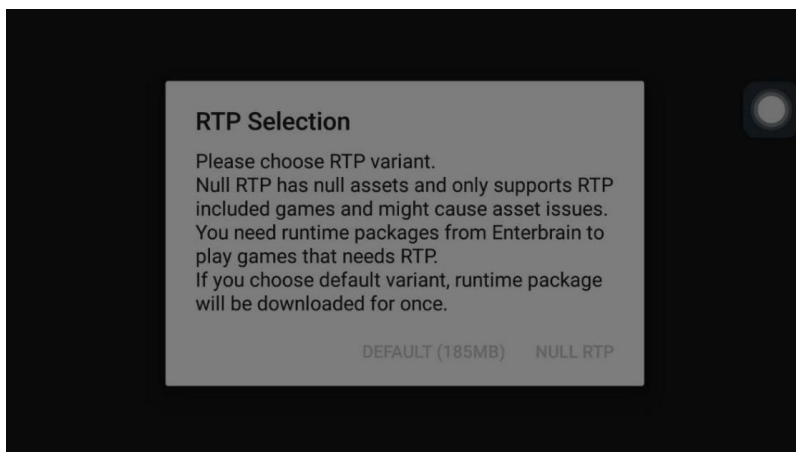 RTP Selection
Please choose RTP variant.
Null RTP has null assets and only supports RTP
included games and might cause asset issues.
You need runtime packages from Enterbrain to
play games that needs RTP.
If you choose default variant, runtime package
will be downloaded for once.
DEFAULT (185MB) NULL RTP